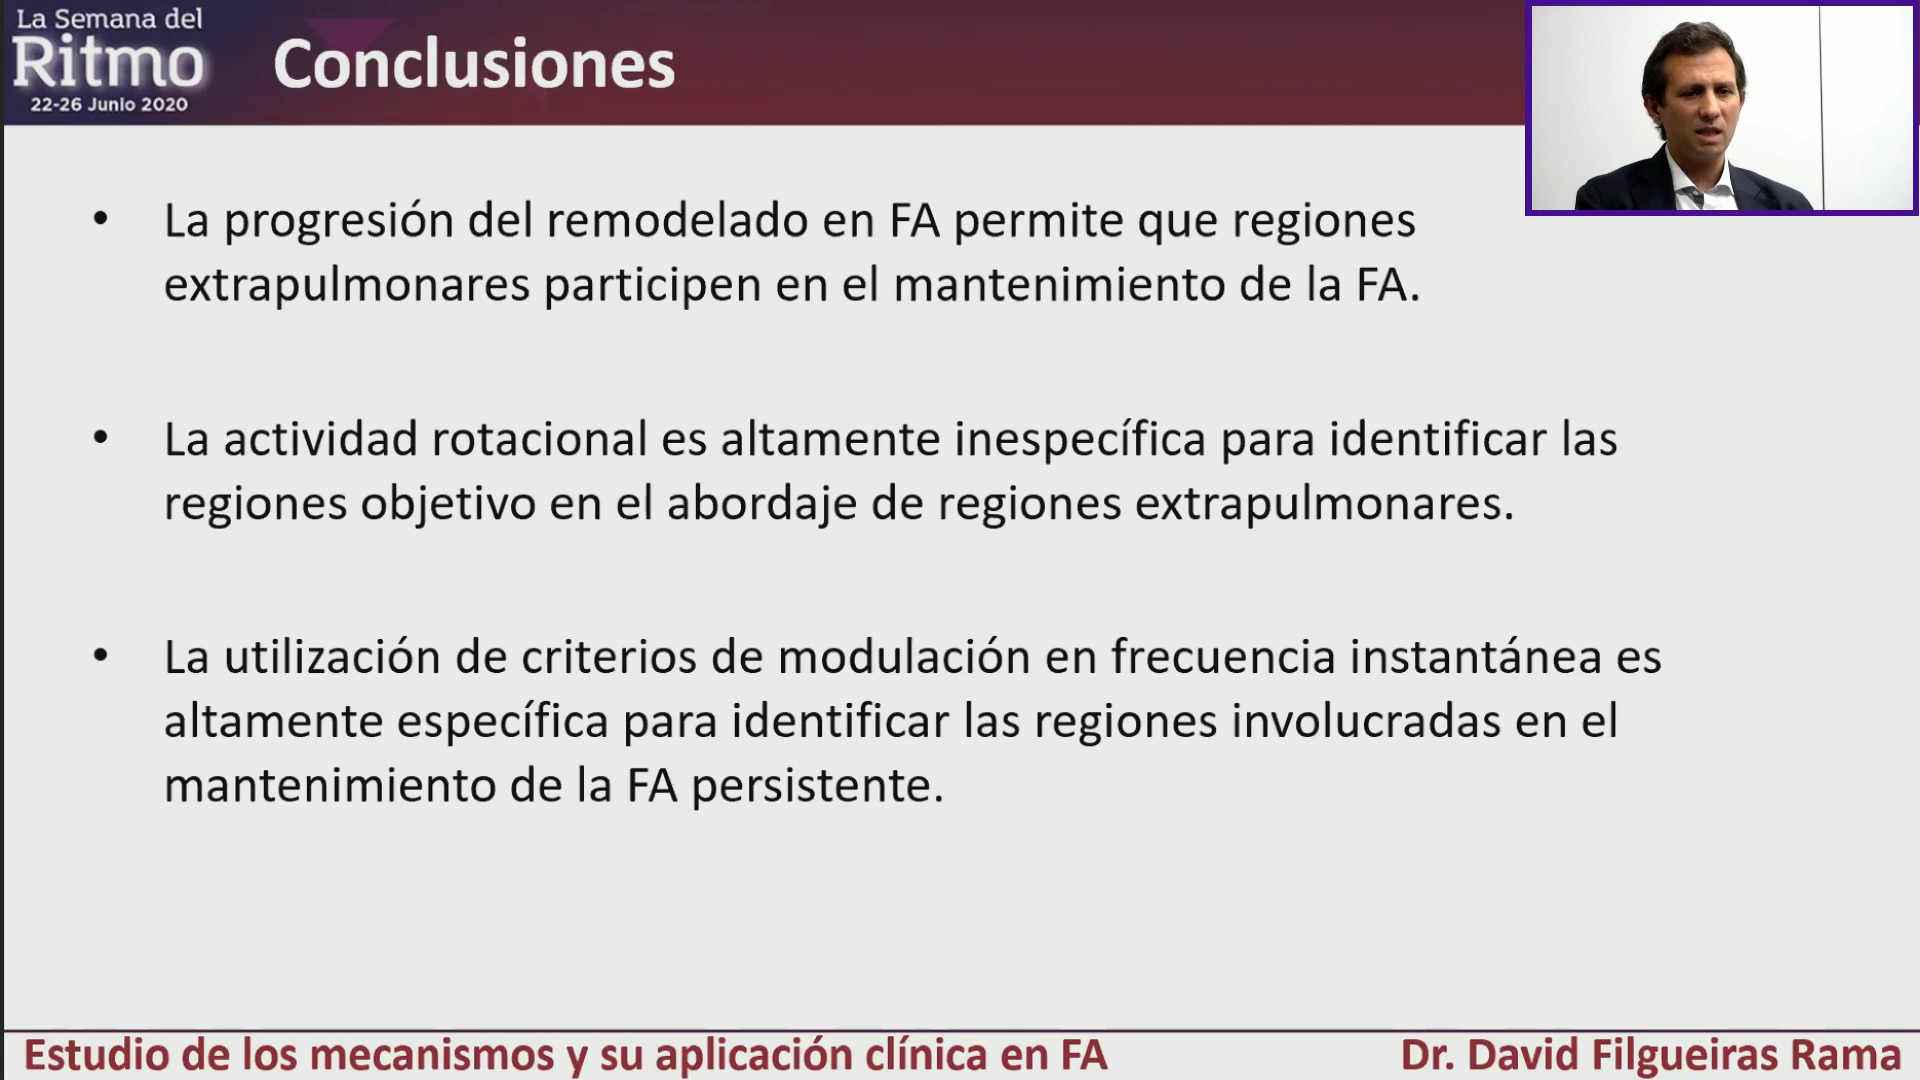 La Semana del
Ritmo
22-26 Junio 2020
Conclusiones
• La progresión del remodelado en FA permite que regiones
extrapulmonares participen en el mantenimiento de la FA.
• La actividad rotacional es altamente inespecífica para identificar las
regiones objetivo en el abordaje de regiones extrapulmonares.
• La utilización de criterios de modulación en frecuencia instantánea es
altamente específica para identificar las regiones involucradas en el
mantenimiento de la FA persistente.
Estudio de los mecanismos y su aplicación clínica en FA
Dr. David Filgueiras Rama